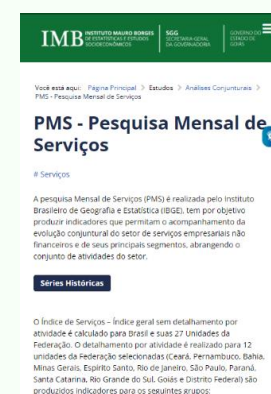 IMB INSTITUTO MAURO BORGES
DE ESTATÍSTICAS E ESTUDOS
SOCIOECONÔMICOS
SGG
SECRETARIA-GERAL
DA GOVERNADORIA
GOVERNO DO
ESTADO DE
GOIÁS
Você está aqui: Página Principal > Estudos > Análises Conjunturais >
PMS - Pesquisa Mensal de Serviços
PMS - Pesquisa Mensal de
Serviços
# Serviços
A pesquisa Mensal de Serviços (PMS) é realizada pelo Instituto
Brasileiro de Geografia e Estatística (IBGE), tem por objetivo
produzir indicadores que permitam o acompanhamento da
evolução conjuntural do setor de serviços empresariais não
financeiros e de seus principais segmentos, abrangendo o
conjunto de atividades do setor.
Séries Históricas
O Índice de Serviços – Índice geral sem detalhamento por
atividade é calculado para Brasil e suas 27 Unidades da
Federação. O detalhamento por atividade é realizado para 12
unidades da Federação selecionadas (Ceará, Pernambuco, Bahia,
Minas Gerais, Espírito Santo, Rio de Janeiro, São Paulo, Paraná,
Santa Catarina, Rio Grande do Sul, Goiás e Distrito Federal) são
produzidos indicadores para os seguintes grupos: